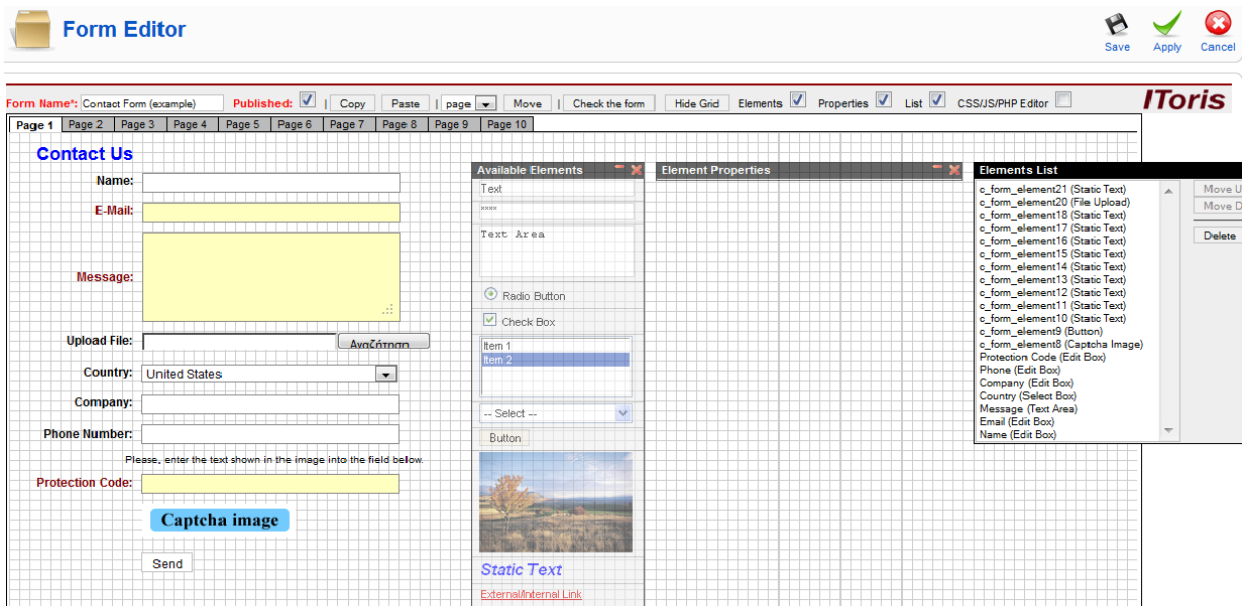 Form Editor
Save Apply Cancel
Form Name*: Contact Form (example) Published: | Copy Paste | page Move | Check the form Hide Grid Elements Properties List CSS/JS/PHP Editor IToris
Page 1 Page 2 Page 3 Page 4 Page 5 Page 6 Page 7 Page 8 Page 9 Page 10
Contact Us
Name:
E-Mail:
Message:
Upload File: Αναζήτηση
Country: United States
Company:
Phone Number:
Please, enter the text shown in the image into the field below.
Protection Code:
Captcha image
Send
Available Elements
Text
****
Text Area
Radio Button
Check Box
Item 1
Item 2
-- Select --
Button
Static Text
External/Internal Link
Element Properties
Elements List
c_form_element21 (Static Text)
c_form_element20 (File Upload)
c_form_element18 (Static Text)
c_form_element17 (Static Text)
c_form_element16 (Static Text)
c_form_element15 (Static Text)
c_form_element14 (Static Text)
c_form_element13 (Static Text)
c_form_element12 (Static Text)
c_form_element11 (Static Text)
c_form_element10 (Static Text)
c_form_element9 (Button)
c_form_element8 (Captcha Image)
Protection Code (Edit Box)
Phone (Edit Box)
Company (Edit Box)
Country (Select Box)
Message (Text Area)
Email (Edit Box)
Name (Edit Box)
Move U
Move D
Delete